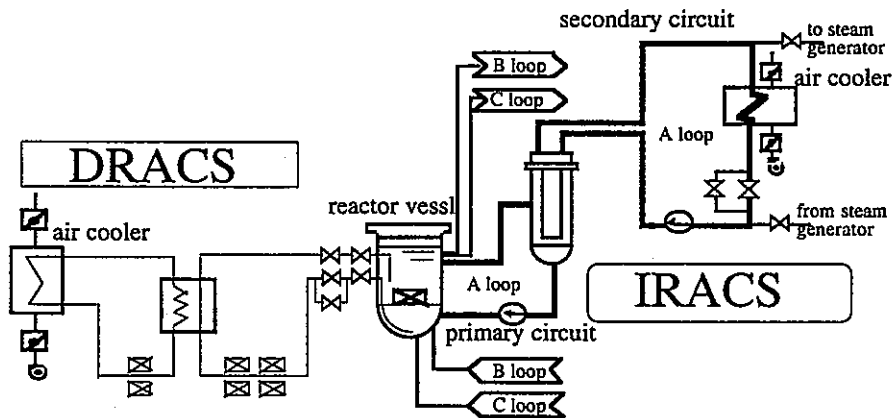 secondary circuit
to steam
generator
B loop
air cooler
C loop
A loop
DRACS
reactor vessl
from steam
generator
air cooler
A loop
IRACS
primary circuit
B loop
C loop